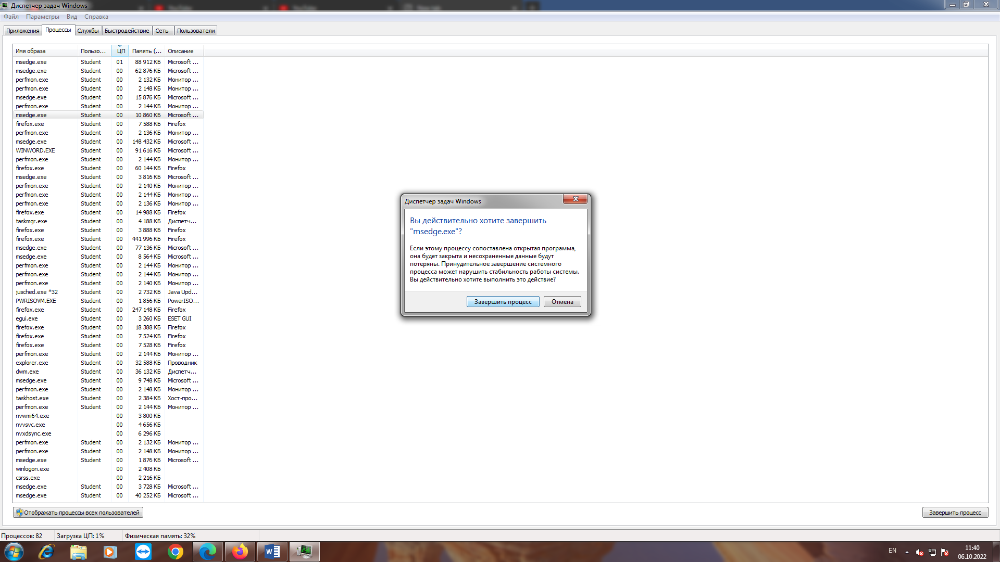 Диспетчер задач Windows
Файл Параметры Вид Справка
Приложения Процессы Службы Быстродействие Сеть Пользователи
Имя образа Пользо... ЦП Память (... Описание
msedge.exe Student 01 88 912 КБ Microsoft ...
msedge.exe Student 00 62 876 КБ Microsoft ...
perfmon.exe Student 00 2 132 КБ Монитор ...
perfmon.exe Student 00 2 148 КБ Монитор ...
msedge.exe Student 00 15 876 КБ Microsoft ...
perfmon.exe Student 00 2 144 КБ Монитор ...
msedge.exe Student 00 10 860 КБ Microsoft ...
firefox.exe Student 00 7 588 КБ Firefox
perfmon.exe Student 00 2 136 КБ Монитор ...
msedge.exe Student 00 148 432 КБ Microsoft ...
WINWORD.EXE Student 00 91 616 КБ Microsoft ...
perfmon.exe Student 00 2 144 КБ Монитор ...
firefox.exe Student 00 60 144 КБ Firefox
msedge.exe Student 00 3 816 КБ Microsoft ...
perfmon.exe Student 00 2 140 КБ Монитор ...
perfmon.exe Student 00 2 144 КБ Монитор ...
perfmon.exe Student 00 2 136 КБ Монитор ...
firefox.exe Student 00 14 988 КБ Firefox
taskmgr.exe Student 00 4 188 КБ Диспетч...
firefox.exe Student 00 3 888 КБ Firefox
firefox.exe Student 00 441 996 КБ Firefox
msedge.exe Student 00 77 136 КБ Microsoft ...
msedge.exe Student 00 8 564 КБ Microsoft ...
perfmon.exe Student 00 2 144 КБ Монитор ...
perfmon.exe Student 00 2 144 КБ Монитор ...
perfmon.exe Student 00 2 140 КБ Монитор ...
jusched.exe *32 Student 00 2 732 КБ Java Upd...
PWRISOVM.EXE Student 00 1 856 КБ PowerISO...
firefox.exe Student 00 247 148 КБ Firefox
egui.exe Student 00 3 260 КБ ESET GUI
firefox.exe Student 00 18 388 КБ Firefox
firefox.exe Student 00 7 524 КБ Firefox
firefox.exe Student 00 7 528 КБ Firefox
perfmon.exe Student 00 2 144 КБ Монитор ...
explorer.exe Student 00 32 588 КБ Проводник
dwm.exe Student 00 36 132 КБ Диспетч...
msedge.exe Student 00 9 748 КБ Microsoft ...
perfmon.exe Student 00 2 148 КБ Монитор ...
taskhost.exe Student 00 2 384 КБ Хост-про...
perfmon.exe Student 00 2 144 КБ Монитор ...
nvwmi64.exe 00 3 800 КБ
nvvsvc.exe 00 4 656 КБ
nvxdsync.exe 00 6 296 КБ
perfmon.exe Student 00 2 132 КБ Монитор ...
perfmon.exe Student 00 2 148 КБ Монитор ...
msedge.exe Student 00 1 876 КБ Microsoft ...
winlogon.exe 00 2 408 КБ
csrss.exe 00 2 216 КБ
msedge.exe Student 00 3 728 КБ Microsoft ...
msedge.exe Student 00 40 252 КБ Microsoft ...
Диспетчер задач Windows
Вы действительно хотите завершить
"msedge.exe"?
Если этому процессу сопоставлена открытая программа,
она будет закрыта и несохраненные данные будут
потеряны. Принудительное завершение системного
процесса может нарушить стабильность работы системы.
Вы действительно хотите выполнить это действие?
Завершить процесс Отмена
Отображать процессы всех пользователей Завершить процесс
Процессов: 82 Загрузка ЦП: 1% Физическая память: 32%
EN 11:40
06.10.2022